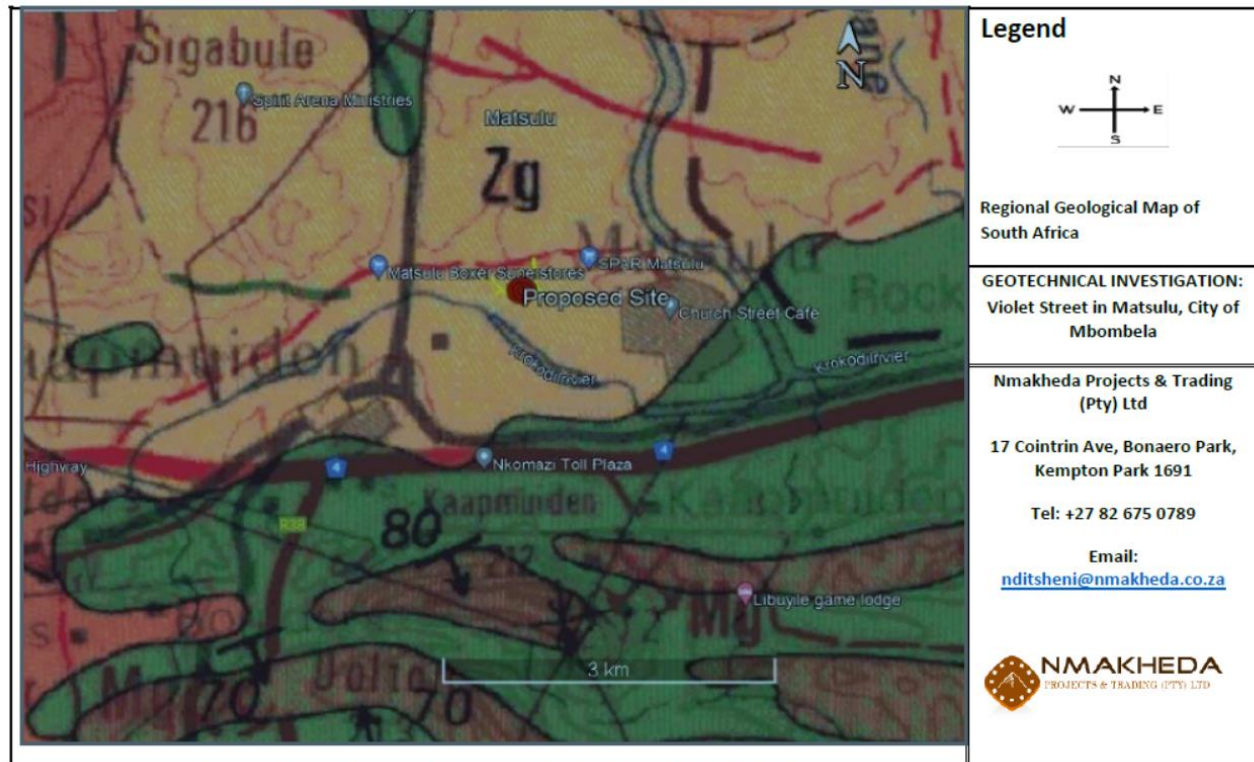 Sigabule
Spirit Arena Ministries
216
Matsulu
Zg
N
Matsulu Boxer Superstores
SPAR Matsulu
Matsulu
Proposed Site
Church Street Cafe
Rock
Krokodilrivier
Krokodilrivier
Highway
4
4
Nkomazi Toll Plaza
Kaapmuiden
Kaapmuiden
80
212
R38
Libuyile game lodge
Mg
3 km
70
70
Legend
N
W
E
S
Regional Geological Map of
South Africa
GEOTECHNICAL INVESTIGATION:
Violet Street in Matsulu, City of
Mbombela
Nmakheda Projects & Trading
(Pty) Ltd
17 Cointrin Ave, Bonaero Park,
Kempton Park 1691
Tel: +27 82 675 0789
Email:
nditsheni@nmakheda.co.za
NMAKHEDA
PROJECTS & TRADING (PTY) LTD